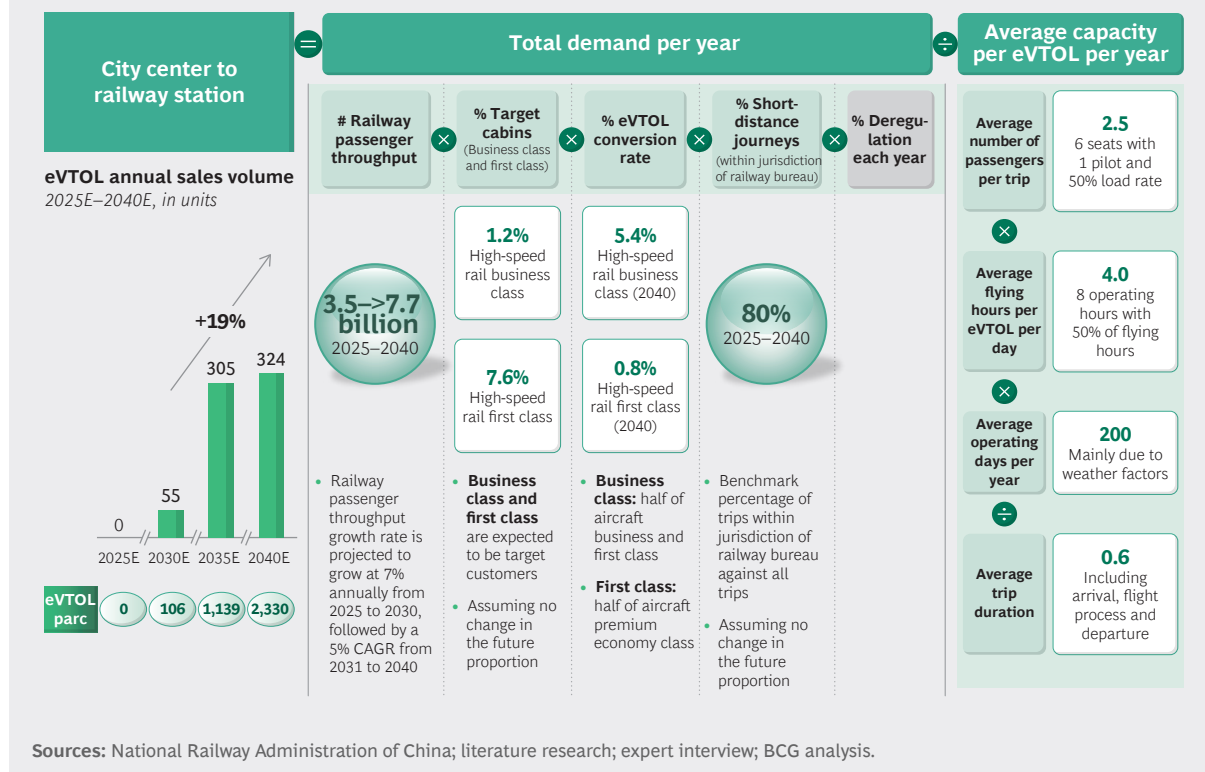 City center to
railway station
=
Total demand per year
÷
Average capacity
per eVTOL per year
eVTOL annual sales volume
2025E–2040E, in units
+19%
0
55
305
324
2025E
2030E
2035E
2040E
eVTOL
parc
0
106
1,139
2,330
# Railway
passenger
throughput
×
% Target
cabins
(Business class
and first class)
×
% eVTOL
conversion
rate
×
% Short-
distance
journeys
(within jurisdiction
of railway bureau)
×
% Deregu-
lation
each year
3.5–>7.7
billion
2025–2040
1.2%
High-speed
rail business
class
7.6%
High-speed
rail first class
5.4%
High-speed
rail business
class (2040)
0.8%
High-speed
rail first class
(2040)
80%
2025–2040
• Railway
passenger
throughput
growth rate is
projected to
grow at 7%
annually from
2025 to 2030,
followed by a
5% CAGR from
2031 to 2040
• Business
class and
first class
are expected
to be target
customers
• Assuming no
change in
the future
proportion
• Business
class: half of
aircraft
business and
first class
• First class:
half of aircraft
premium
economy class
• Benchmark
percentage of
trips within
jurisdiction of
railway bureau
against all
trips
• Assuming no
change in
the future
proportion
Average
number of
passengers
per trip
2.5
6 seats with
1 pilot and
50% load rate
×
Average
flying
hours per
eVTOL per
day
4.0
8 operating
hours with
50% of flying
hours
×
Average
operating
days per
year
200
Mainly due to
weather factors
÷
Average
trip
duration
0.6
Including
arrival, flight
process and
departure
Sources: National Railway Administration of China; literature research; expert interview; BCG analysis.